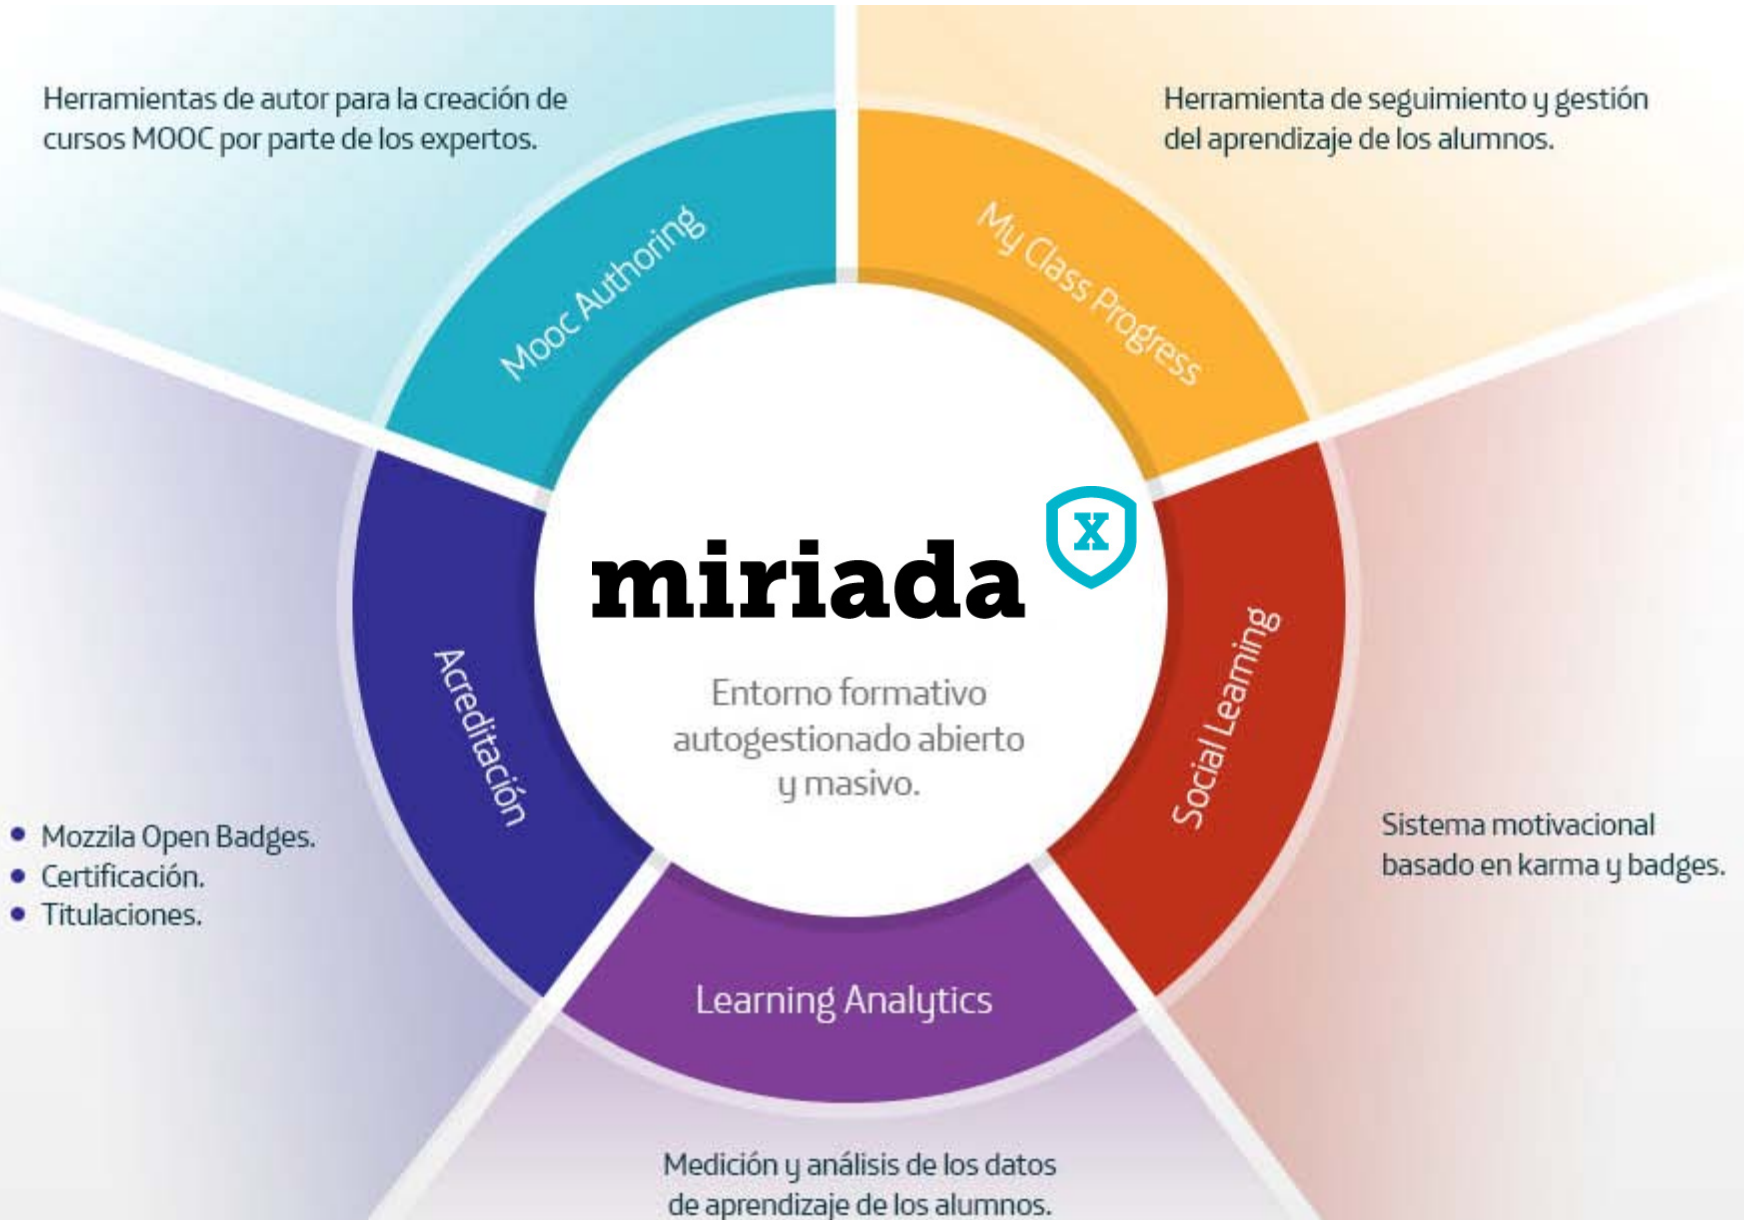 Herramientas de autor para la creación de
cursos MOOC por parte de los expertos.
Herramienta de seguimiento y gestión
del aprendizaje de los alumnos.
Mooc Authoring
My Class Progress
miriada X
Entorno formativo
autogestionado abierto
y masivo.
Acreditación
Social Learning
Mozzila Open Badges.
Certificación.
Titulaciones.
Sistema motivacional
basado en karma y badges.
Learning Analytics
Medición y análisis de los datos
de aprendizaje de los alumnos.